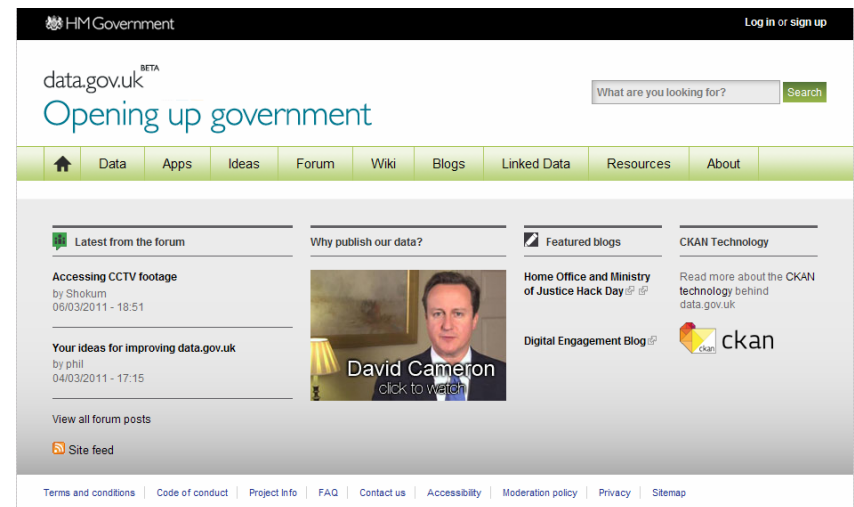 HM Government
Log in or sign up
data.gov.uk BETA
Opening up government
What are you looking for?
Search
Data
Apps
Ideas
Forum
Wiki
Blogs
Linked Data
Resources
About
Latest from the forum
Accessing CCTV footage
by Shokum
06/03/2011 - 18:51
Your ideas for improving data.gov.uk
by phil
04/03/2011 - 17:15
View all forum posts
Site feed
Why publish our data?
David Cameron
click to watch
Featured blogs
Home Office and Ministry
of Justice Hack Day
Digital Engagement Blog
CKAN Technology
Read more about the CKAN
technology behind
data.gov.uk
ckan
ckan
Terms and conditions
Code of conduct
Project Info
FAQ
Contact us
Accessibility
Moderation policy
Privacy
Sitemap